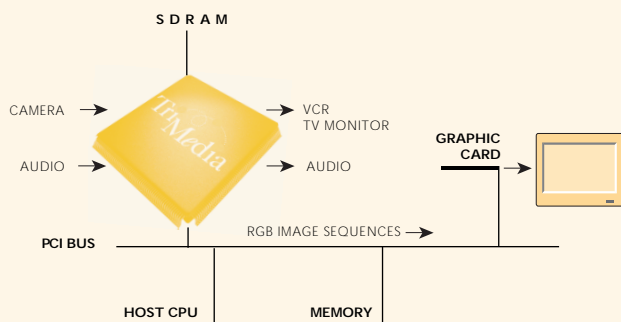 SDRAM
CAMERA
VCR
TV MONITOR
TriMedia
AUDIO
AUDIO
GRAPHIC
CARD
RGB IMAGE SEQUENCES
PCI BUS
HOST CPU
MEMORY